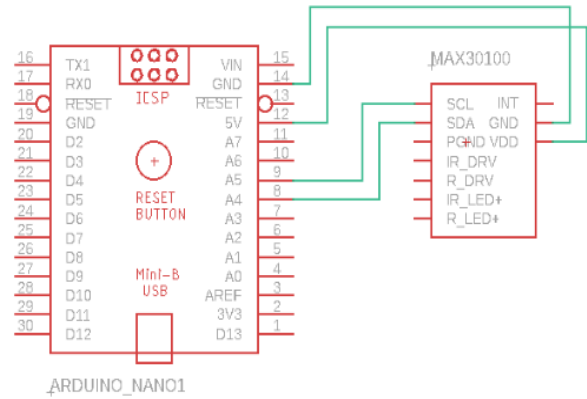 16 TX1 VIN 15
17 RX0 GND 14
18 RESET ICSP RESET 13
19 GND 5V 12
20 D2 A7 11
21 D3 A6 10
22 D4 A5 9
23 D5 RESET A4 8
24 D6 BUTTON A3 7
25 D7 A2 6
26 D8 A1 5
27 D9 Mini-B A0 4
28 D10 USB AREF 3
29 D11 3V3 2
30 D12 D13 1
ARDUINO_NANO1
MAX30100
SCL INT
SDA GND
PGND VDD
IR_DRV
R_DRV
IR_LED+
R_LED+